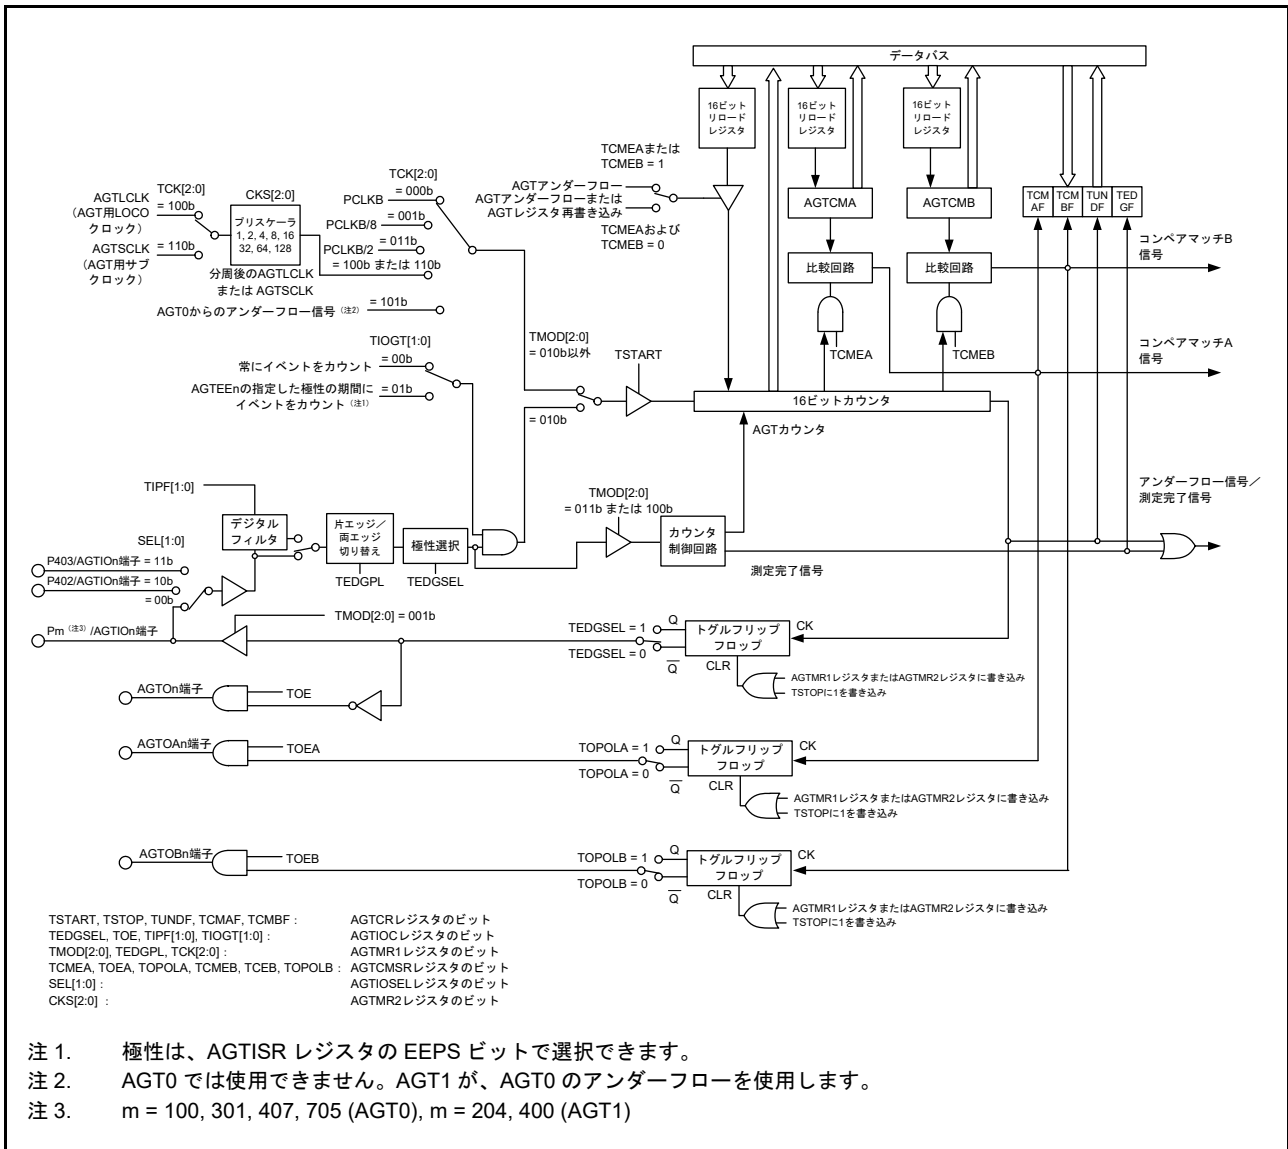 データバス
16ビット
リロード
レジスタ
16ビット
リロード
レジスタ
16ビット
リロード
レジスタ
TCMEAまたは
TCMEB = 1
AGTアンダーフロー
AGTアンダーフローまたは
AGTレジスタ再書き込み
TCMEAおよび
TCMEB = 0
AGTCMA
AGTCMB
TCM
AF
TCM
BF
TUN
DF
TED
GF
比較回路
比較回路
TCMEA
TCMEB
コンペアマッチB
信号
コンペアマッチA
信号
TCK[2:0]
AGTLCLK
(AGT用LOCO
クロック)
= 100b
AGTSCLK
(AGT用サブ
クロック)
= 110b
CKS[2:0]
プリスケーラ
1, 2, 4, 8, 16
32, 64, 128
分周後のAGTLCLK
または AGTSCLK
TCK[2:0]
PCLKB
= 000b
PCLKB/8
= 001b
PCLKB/2
= 011b
= 100b または 110b
AGT0からのアンダーフロー信号 (注2)
= 101b
TIOGT[1:0]
常にイベントをカウント
= 00b
AGTEEnの指定した極性の期間に
イベントをカウント (注1)
= 01b
TMOD[2:0]
= 010b以外
= 010b
TSTART
16ビットカウンタ
AGTカウンタ
TIPF[1:0]
デジタル
フィルタ
SEL[1:0]
P403/AGTIOn端子 = 11b
P402/AGTIOn端子 = 10b
= 00b
Pm (注3) /AGTIOn端子
片エッジ/
両エッジ
切り替え
TEDGPL
極性選択
TEDGSEL
TMOD[2:0]
= 011b または 100b
カウンタ
制御回路
測定完了信号
アンダーフロー信号/
測定完了信号
TMOD[2:0] = 001b
TEDGSEL = 1
TEDGSEL = 0
Q
Q
トグルフリップ
フロップ
CK
CLR
AGTMR1レジスタまたはAGTMR2レジスタに書き込み
TSTOPに1を書き込み
AGTOn端子
TOE
AGTOAn端子
TOEA
TOPOLA = 1
TOPOLA = 0
Q
Q
トグルフリップ
フロップ
CK
CLR
AGTMR1レジスタまたはAGTMR2レジスタに書き込み
TSTOPに1を書き込み
AGTOBn端子
TOEB
TOPOLB = 1
TOPOLB = 0
Q
Q
トグルフリップ
フロップ
CK
CLR
AGTMR1レジスタまたはAGTMR2レジスタに書き込み
TSTOPに1を書き込み
TSTART, TSTOP, TUNDF, TCMAF, TCMBF : AGTCRレジスタのビット
TEDGSEL, TOE, TIPF[1:0], TIOGT[1:0] : AGTIOCレジスタのビット
TMOD[2:0], TEDGPL, TCK[2:0] : AGTMR1レジスタのビット
TCMEA, TOEA, TOPOLA, TCMEB, TCEB, TOPOLB : AGTCMSRレジスタのビット
SEL[1:0] : AGTIOSELレジスタのビット
CKS[2:0] : AGTMR2レジスタのビット
注 1. 極性は、AGTISR レジスタの EEPS ビットで選択できます。
注 2. AGT0 では使用できません。AGT1 が、AGT0 のアンダーフローを使用します。
注 3. m = 100, 301, 407, 705 (AGT0), m = 204, 400 (AGT1)